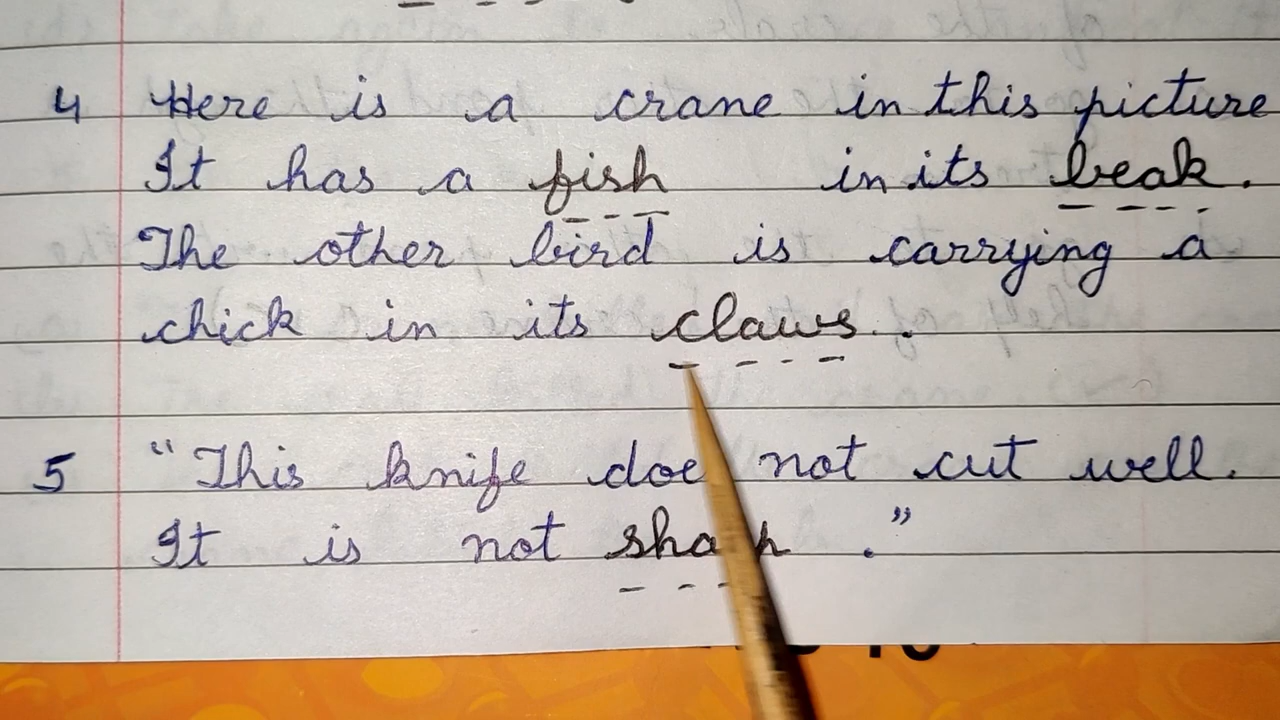 4 Here is a crane in this picture
It has a fish in its beak.
The other bird is carrying a
chick in its claws.
5 "This knife doe not cut well.
It is not ."